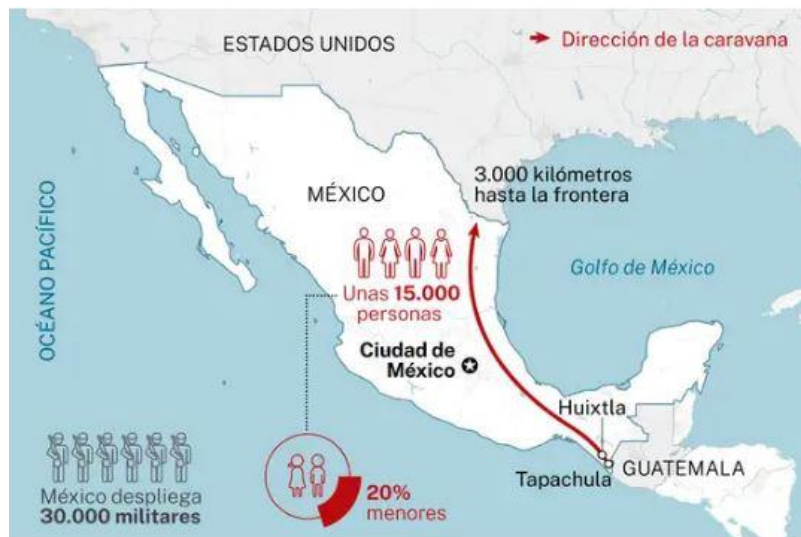 ESTADOS UNIDOS
Dirección de la caravana
3.000 kilómetros
hasta la frontera
MÉXICO
OCÉANO PACÍFICO
Golfo de México
Unas 15.000
personas
Ciudad de
México
Huixtla
Tapachula
GUATEMALA
México despliega
30.000 militares
20%
menores